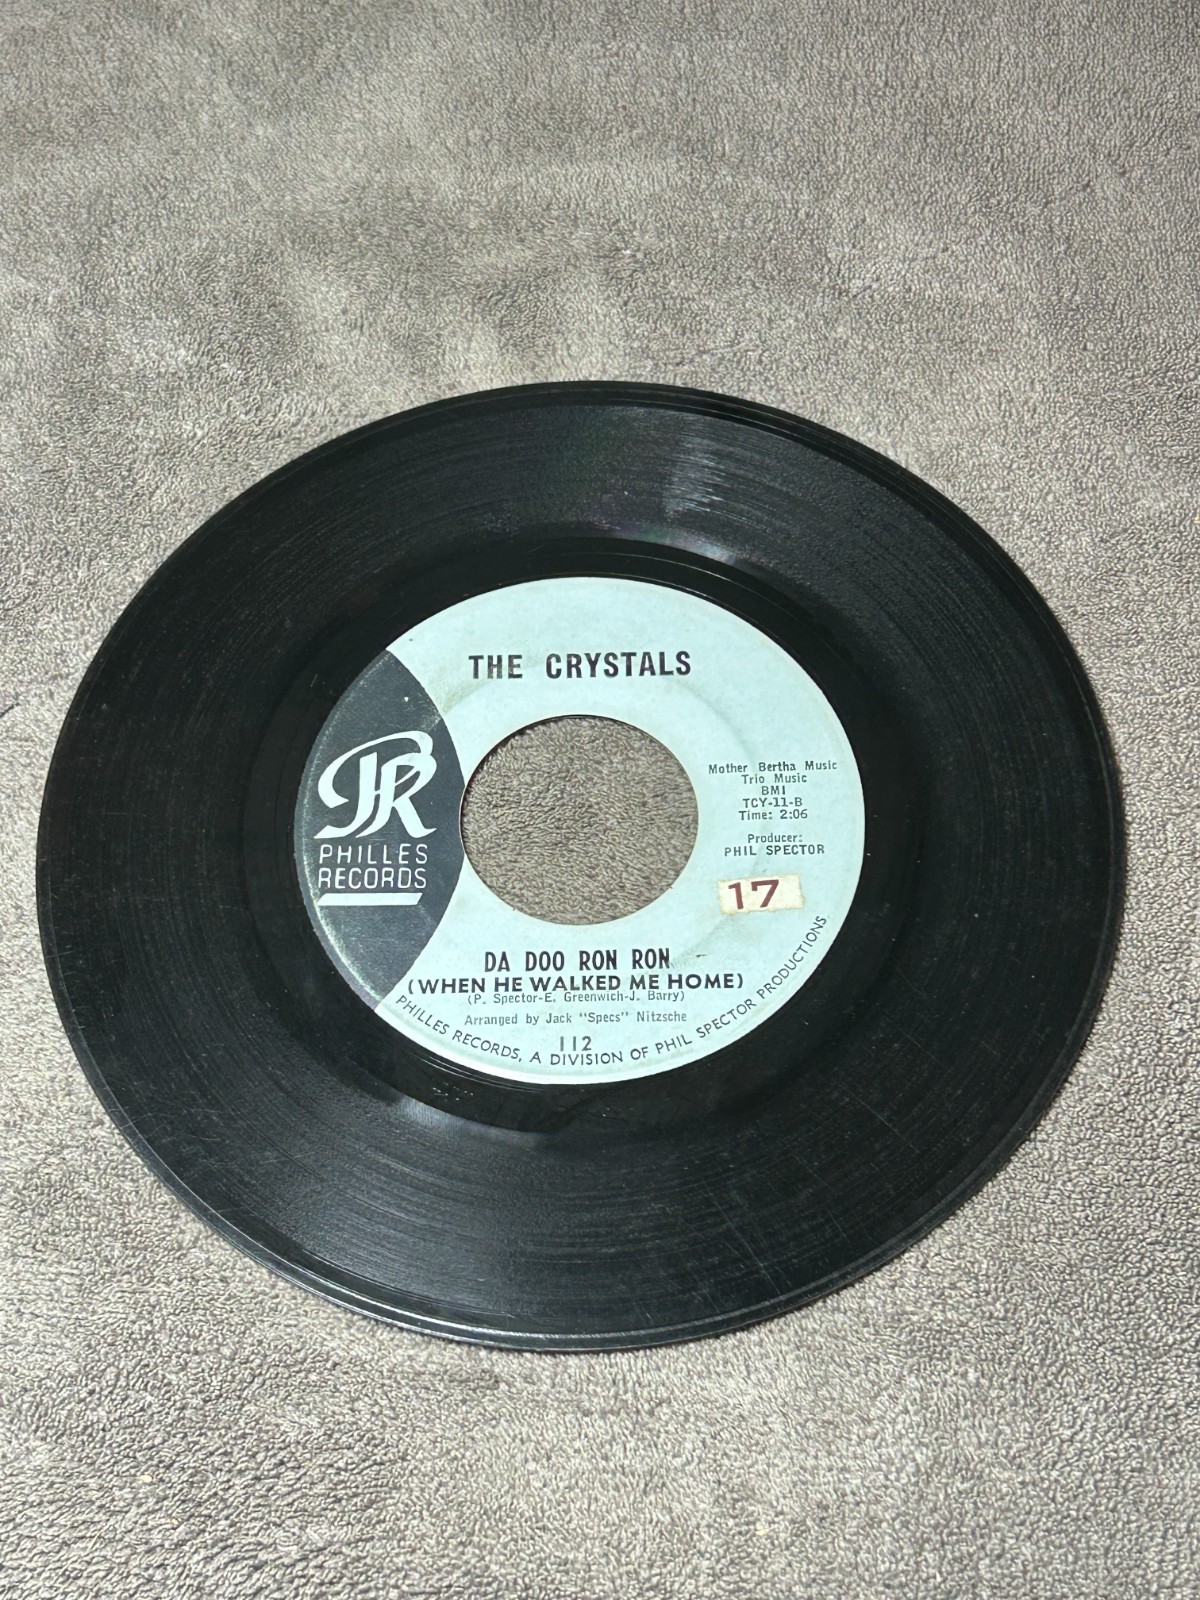 THE CRYSTALS
PR
PHILLES
RECORDS
Mother Bertha Music
Trio Music
BMI
TCY-11-B
Time: 2:06
Producer:
PHIL SPECTOR
17
DA DOO RON RON
(WHEN HE WALKED ME HOME)
(P. Spector-E. Greenwich-J. Barry)
Arranged by Jack "Specs" Nitzsche
112
PHILLES RECORDS, A DIVISION OF PHIL SPECTOR PRODUCTIONS